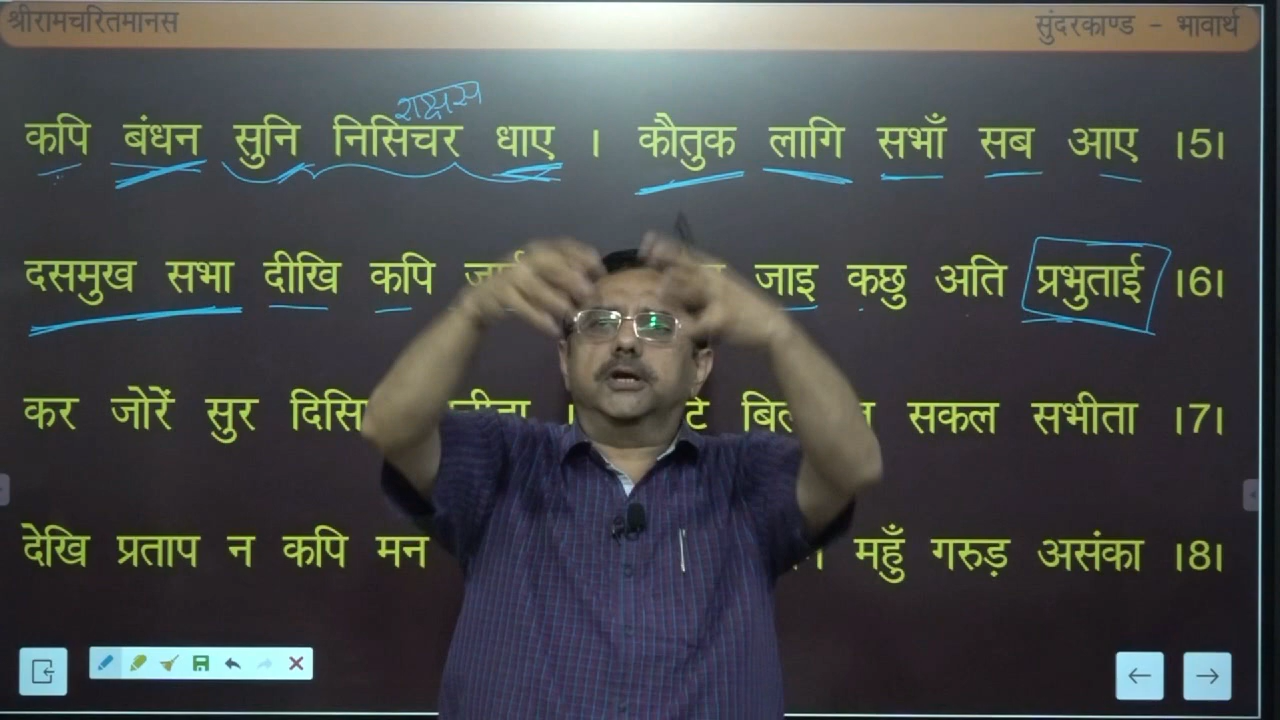 श्रीरामचरितमानस
सुंदरकाण्ड - भावार्थ
राक्षस
कपि बंधन सुनि निसिचर धाए । कौतुक लागि सभाँ सब आए ।5।
दसमुख सभा दीखि कपि जाइ कछु अति प्रभुताई ।6।
कर जोरें सुर दिसि सकल सभीता ।7।
देखि प्रताप न कपि मन महुँ गरुड़ असंका ।8।